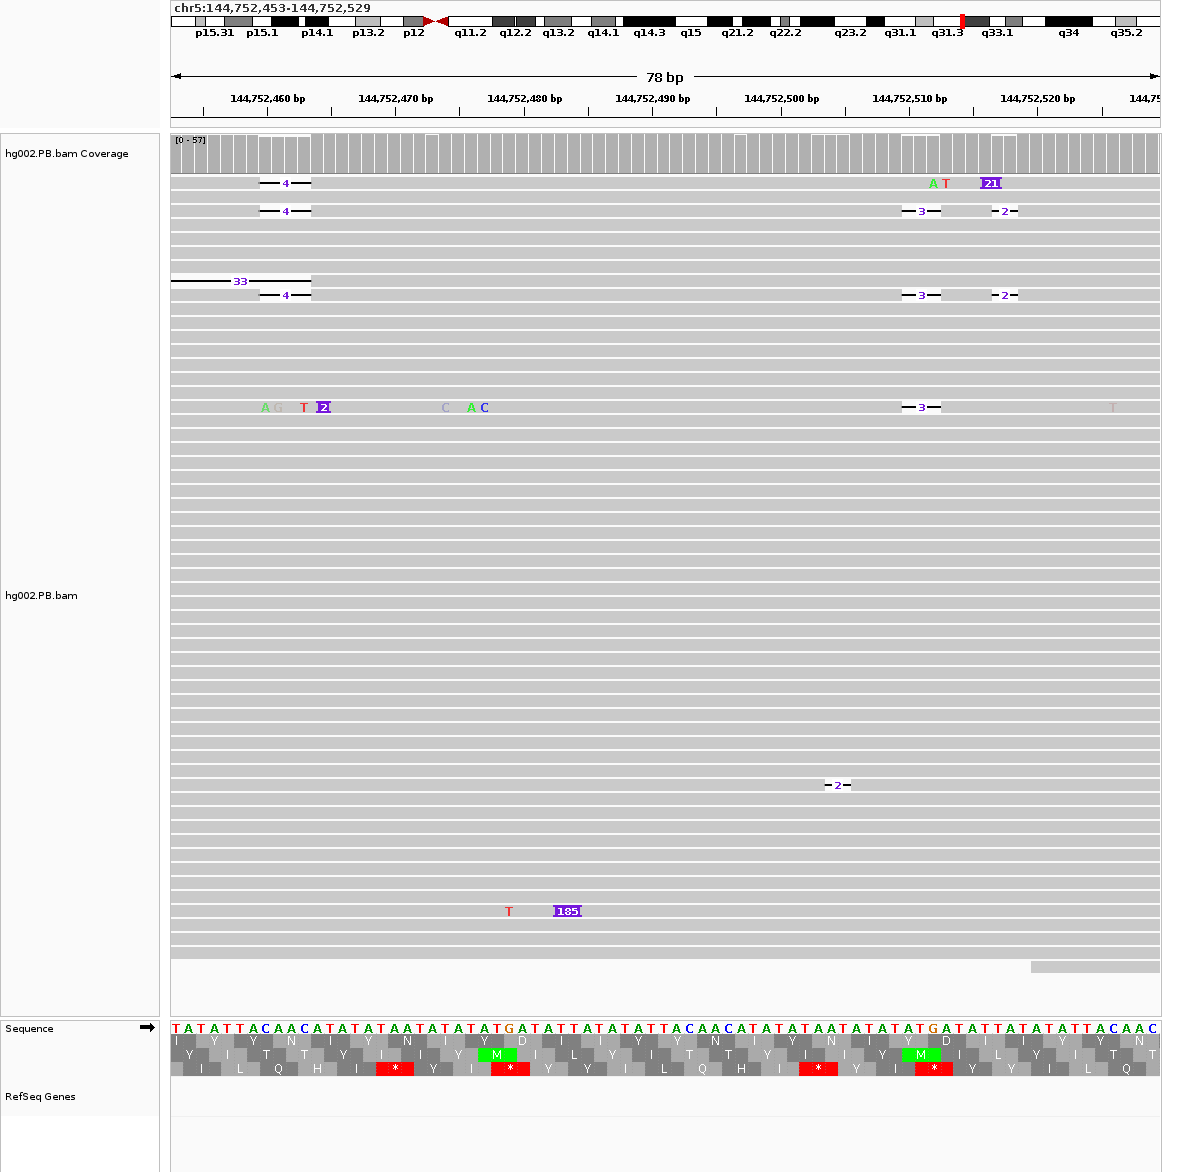 chr5:144,752,453-144,752,529
p15.31 p15.1 p14.1 p13.2 p12 q11.2 q12.2 q13.2 q14.1 q14.3 q15 q21.2 q22.2 q23.2 q31.1 q31.3 q33.1 q34 q35.2
78 bp
144,752,460 bp 144,752,470 bp 144,752,480 bp 144,752,490 bp 144,752,500 bp 144,752,510 bp 144,752,520 bp 144,75
hg002.PB.bam Coverage
[0 - 57]
4 A T 21
4 3 2
33
4 3 2
A G T 2 C A C 3 T
hg002.PB.bam
2
T 185
Sequence T A T A T T A C A A C A T A T A T A A T A T A T A T G A T A T T A T A T A T T A C A A C A T A T A T A A T A T A T A T G A T A T T A T A T A T T A C A A C
I Y Y N I Y N I Y D I I Y Y N I Y N I Y D I I Y Y N
Y I T T Y I I Y M I L Y I T T Y I I Y M I L Y I T T
I L Q H I * Y I * Y Y I L Q H I * Y I * Y Y I L Q
RefSeq Genes